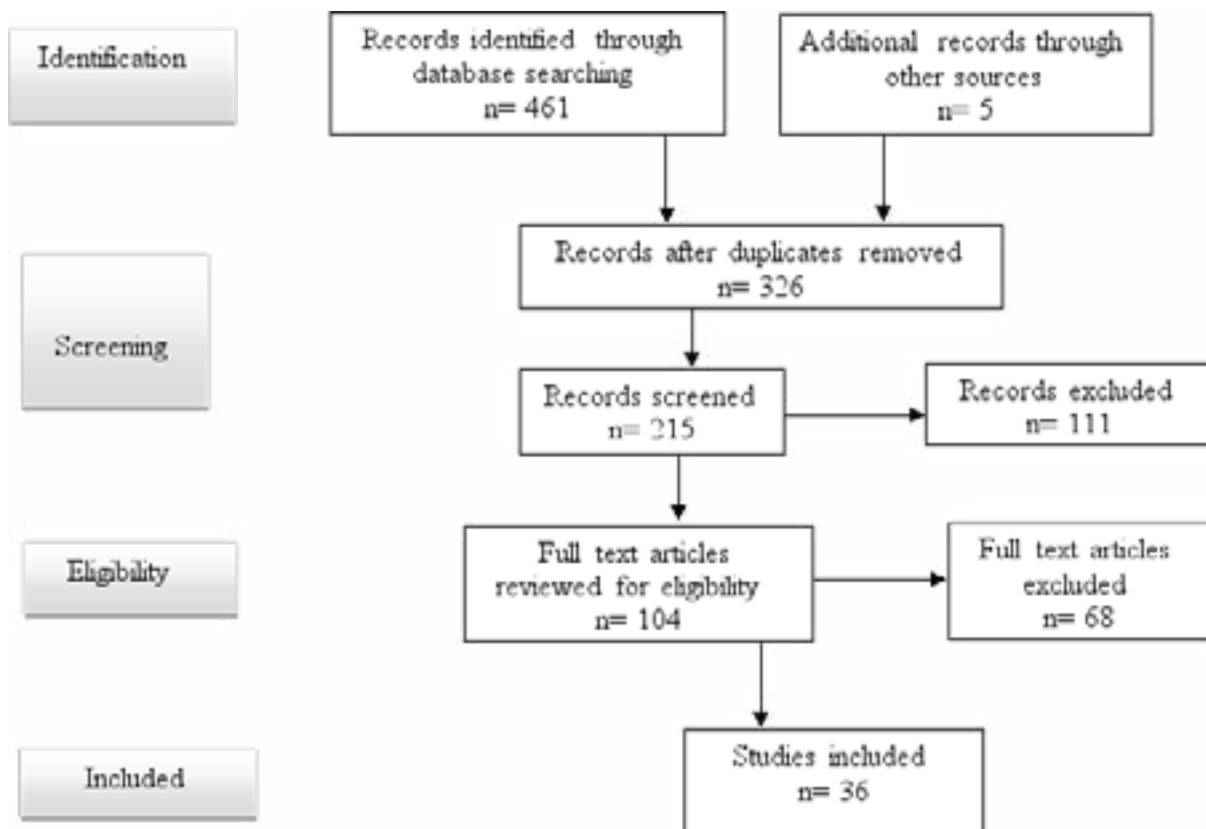 Identification
Records identified through
database searching
n= 461
Additional records through
other sources
n= 5
Records after duplicates removed
n= 326
Screening
Records screened
n= 215
Records excluded
n= 111
Eligibility
Full text articles
reviewed for eligibility
n= 104
Full text articles
excluded
n= 68
Included
Studies included
n= 36